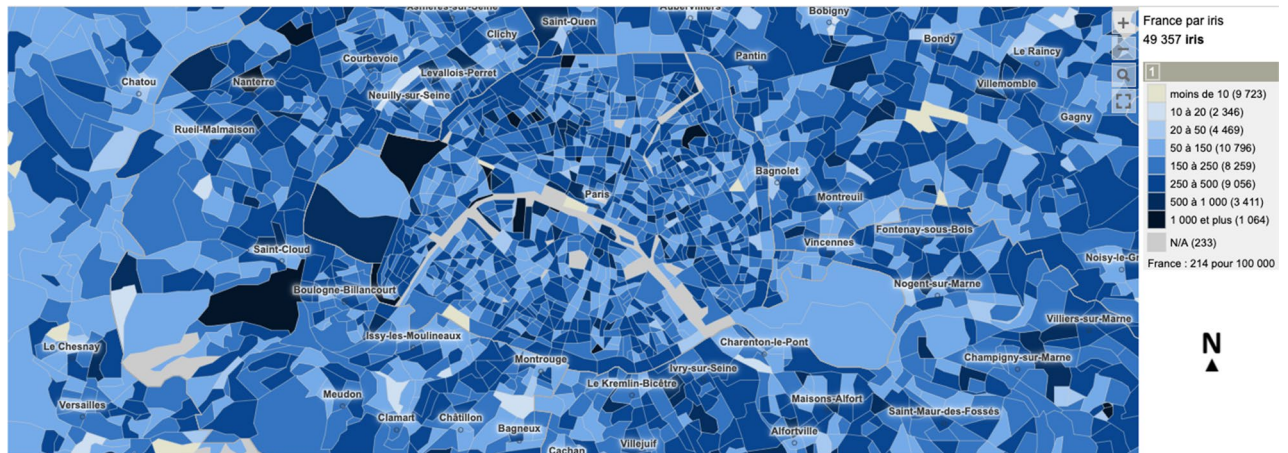 Asnières-sur-Seine
Saint-Ouen
Aubervilliers
Bobigny
Clichy
Bondy
Le Raincy
Courbevoie
Pantin
Levallois-Perret
Chatou
Nanterre
Villemomble
Neuilly-sur-Seine
Gagny
Rueil-Malmaison
Bagnolet
Paris
Montreuil
Fontenay-sous-Bois
Saint-Cloud
Vincennes
Noisy-le-Gr
Nogent-sur-Marne
Boulogne-Billancourt
Villiers-sur-Marne
Issy-les-Moulineaux
Le Chesnay
Charenton-le-Pont
Montrouge
Champigny-sur-Marne
Ivry-sur-Seine
Le Kremlin-Bicêtre
Meudon
Maisons-Alfort
Versailles
Saint-Maur-des-Fossés
Clamart
Châtillon
Bagneux
Alfortville
Villejuif
Cachan
+
−
France par iris
49 357 iris
1
moins de 10 (9 723)
10 à 20 (2 346)
20 à 50 (4 469)
50 à 150 (10 796)
150 à 250 (8 259)
250 à 500 (9 056)
500 à 1 000 (3 411)
1 000 et plus (1 064)
N/A (233)
France : 214 pour 100 000
N